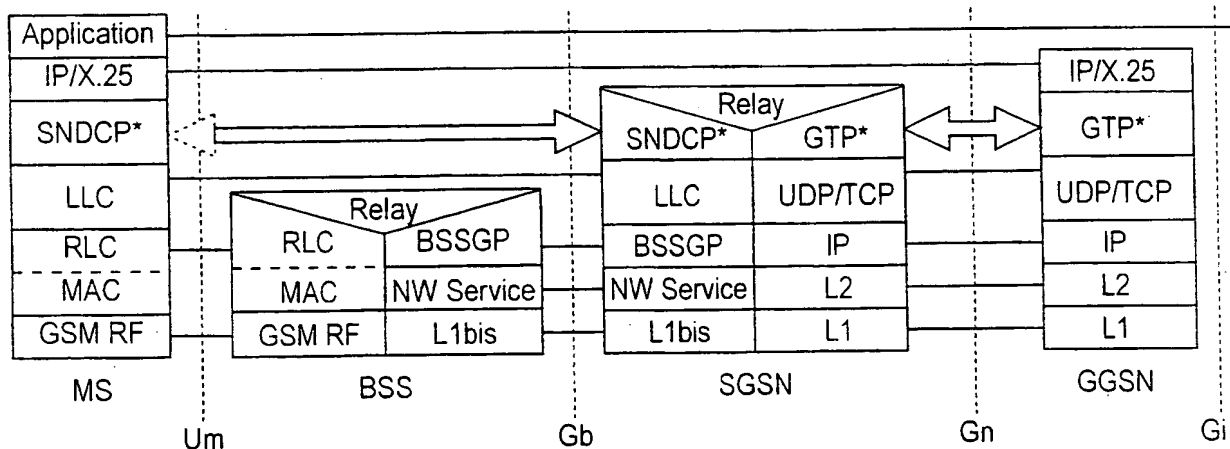 Application
IP/X.25
SNDCP*
LLC
RLC
MAC
GSM RF
MS
Um
Relay
RLC
MAC
GSM RF
BSSGP
NW Service
L1bis
BSS
Gb
Relay
SNDCP*
LLC
BSSGP
NW Service
L1bis
GTP*
UDP/TCP
IP
L2
L1
SGSN
Gn
IP/X.25
GTP*
UDP/TCP
IP
L2
L1
GGSN
Gi